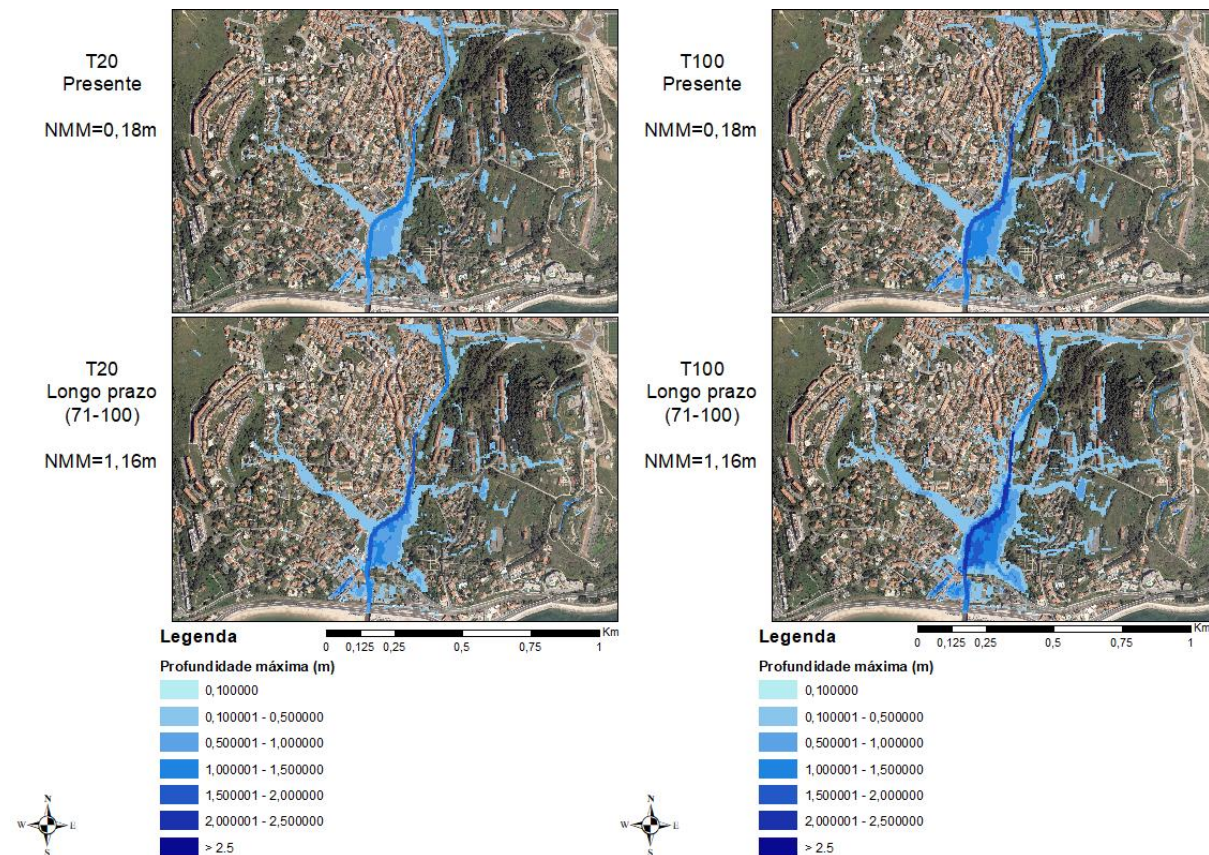 T20
Presente
NMM=0,18m
T20
Longo prazo
(71-100)
NMM=1,16m
Km
0 0,125 0,25 0,5 0,75 1
Legenda
Profundidade máxima (m)
0,100000
0,100001 - 0,500000
0,500001 - 1,000000
1,000001 - 1,500000
1,500001 - 2,000000
2,000001 - 2,500000
> 2.5
N
W E
S
T100
Presente
NMM=0,18m
T100
Longo prazo
(71-100)
NMM=1,16m
Km
0 0,125 0,25 0,5 0,75 1
Legenda
Profundidade máxima (m)
0,100000
0,100001 - 0,500000
0,500001 - 1,000000
1,000001 - 1,500000
1,500001 - 2,000000
2,000001 - 2,500000
> 2.5
N
W E
S